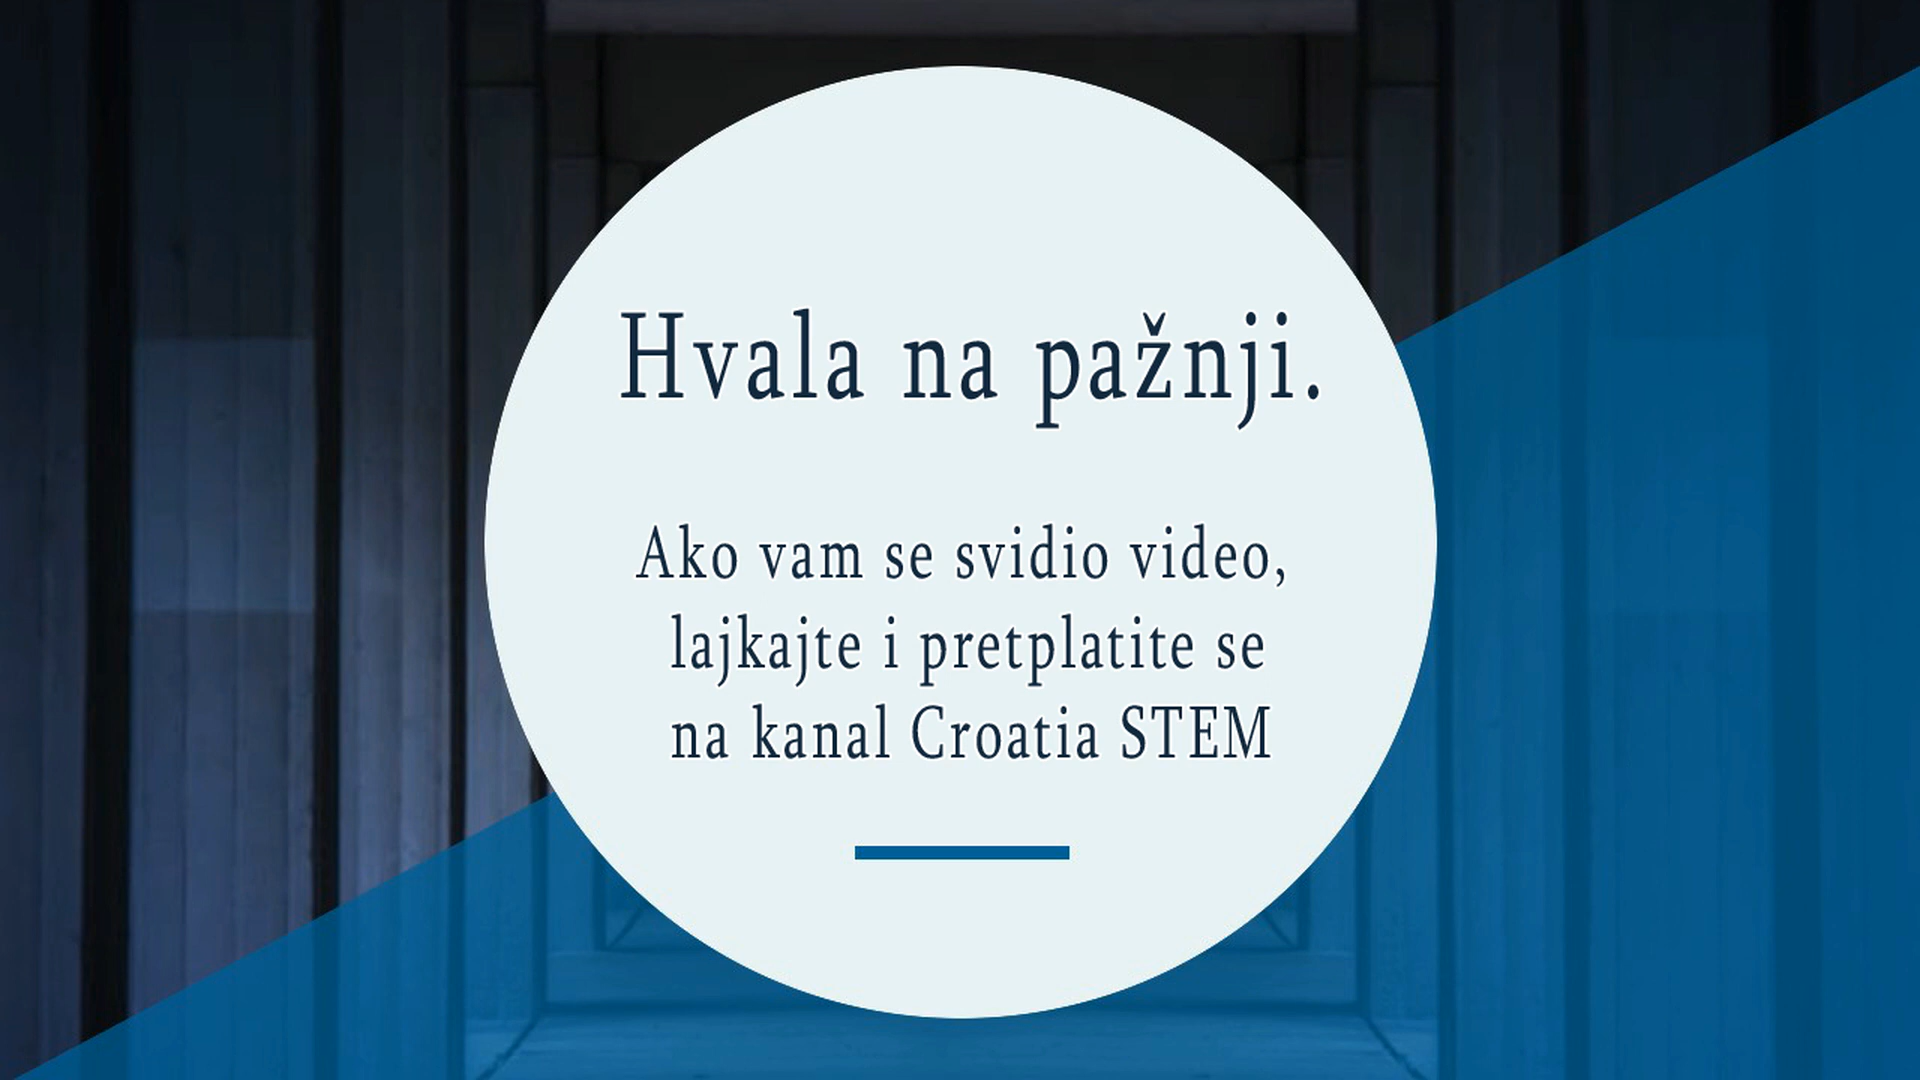 Hvala na pažnji.
Ako vam se svidio video,
lajkajte i pretplatite se
na kanal Croatia STEM